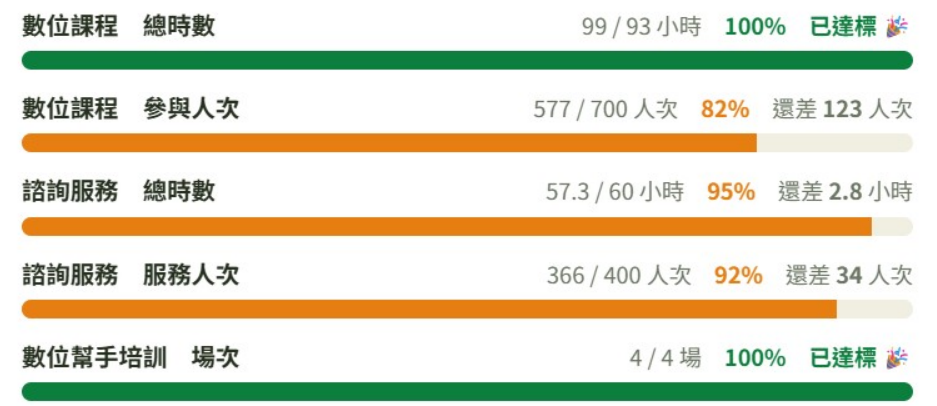 數位課程 總時數 99 / 93 小時 100% 已達標 🎉
數位課程 參與人次 577 / 700 人次 82% 還差 123 人次
諮詢服務 總時數 57.3 / 60 小時 95% 還差 2.8 小時
諮詢服務 服務人次 366 / 400 人次 92% 還差 34 人次
數位幫手培訓 場次 4 / 4 場 100% 已達標 🎉